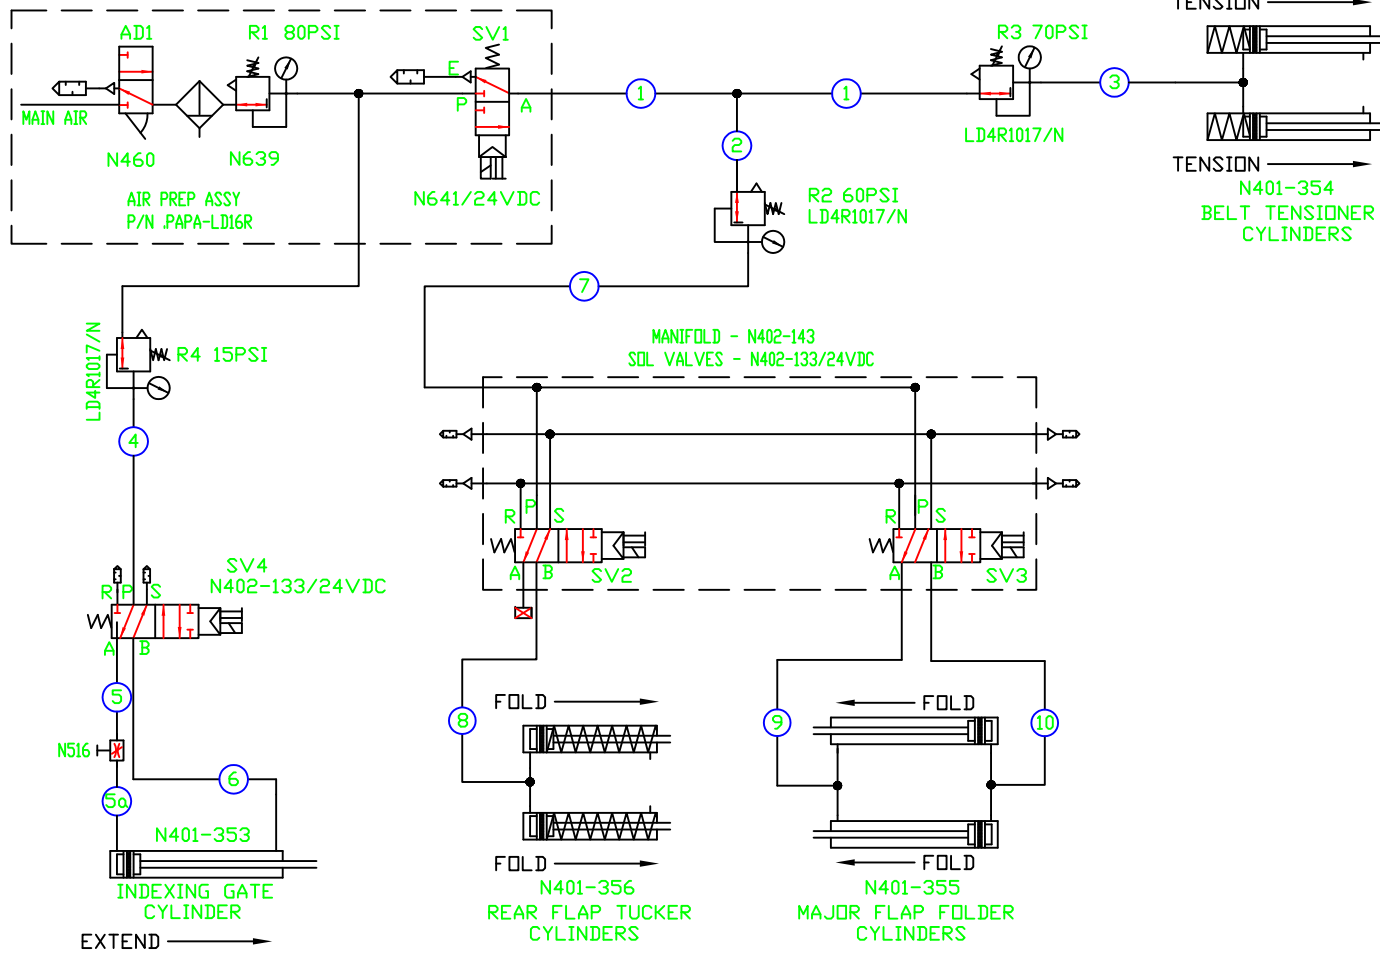 TENSION
AD1
R1 80PSI
SV1
R3 70PSI
E
P
A
MAIN AIR
1
1
3
LD4R1017/N
N460
N639
2
TENSION
AIR PREP ASSY
P/N .PAPA-LD16R
N641/24VDC
R2 60PSI
LD4R1017/N
N401-354
BELT TENSIONER
CYLINDERS
7
MANIFOLD - N402-143
SOL VALVES - N402-133/24VDC
LD4R1017/N
R4 15PSI
4
R P S
R P S
SV4
N402-133/24VDC
A B
SV2
A B
SV3
R P S
A B
5
N516
6
5a
8
FOLD
9
FOLD
10
N401-353
INDEXING GATE
CYLINDER
EXTEND
FOLD
N401-356
REAR FLAP TUCKER
CYLINDERS
FOLD
N401-355
MAJOR FLAP FOLDER
CYLINDERS